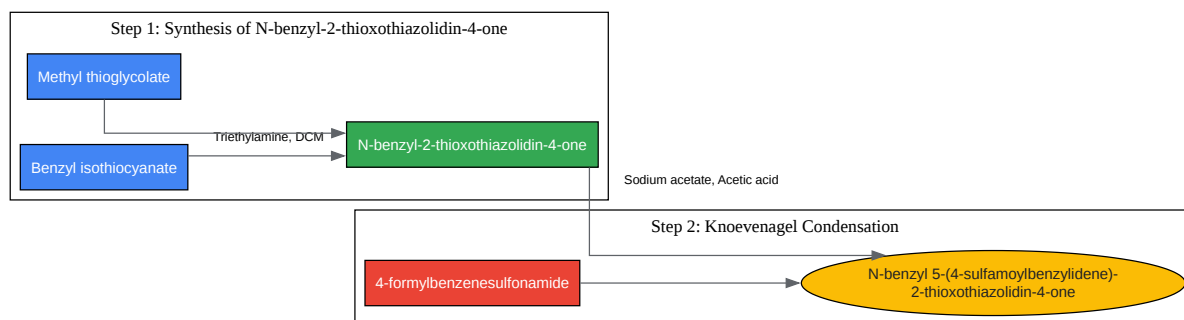 Step 1: Synthesis of N-benzyl-2-thioxothiazolidin-4-one
Methyl thioglycolate
Triethylamine, DCM
Benzyl isothiocyanate
N-benzyl-2-thioxothiazolidin-4-one
Sodium acetate, Acetic acid
Step 2: Knoevenagel Condensation
4-formylbenzenesulfonamide
N-benzyl 5-(4-sulfamoylbenzylidene)-
2-thioxothiazolidin-4-one